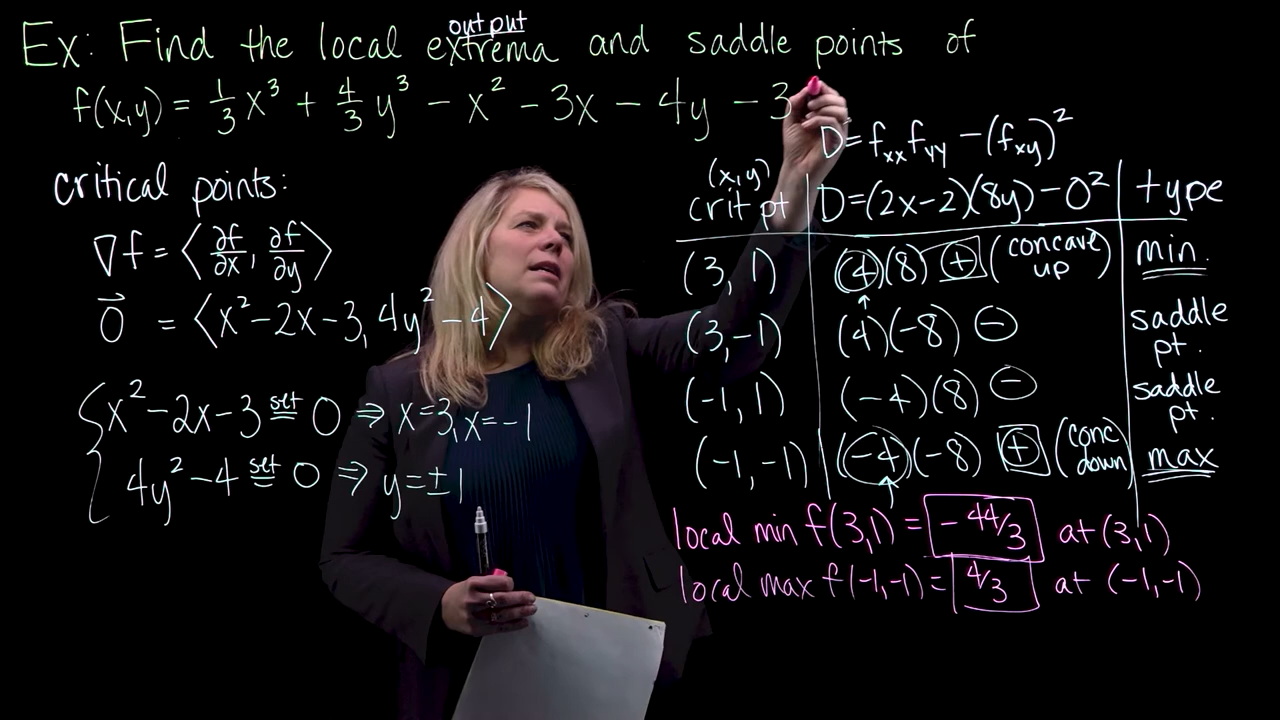 output
Ex: Find the local extrema and saddle points of
f(x,y) = 1/3 x³ + 4/3 y³ − x² − 3x − 4y − 3
critical points:
∇f = ⟨∂f/∂x, ∂f/∂y⟩
0⃗ = ⟨x²−2x−3, 4y²−4⟩
{ x²−2x−3 set= 0 ⇒ x=3, x=−1
4y²−4 set= 0 ⇒ y=±1
D = fxx fyy − (fxy)²
(x,y)
crit pt | D=(2x−2)(8y)−0² | type
(3, 1) | (4)(8) + (concave up) | min.
(3, −1) | (4)(−8) − | saddle pt.
(−1, 1) | (−4)(8) − | saddle pt.
(−1, −1) | (−4)(−8) + (conc down) | max
local min f(3,1) = −44/3 at (3,1)
local max f(−1,−1) = 4/3 at (−1,−1)